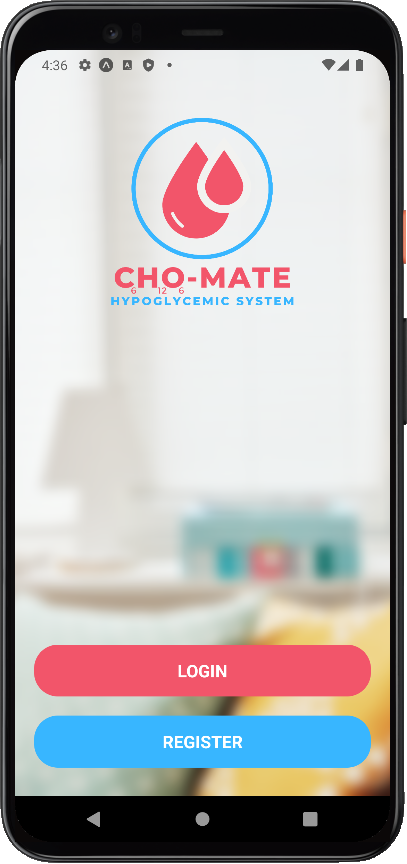 4:36
CHO-MATE
6 12 6
HYPOGLYCEMIC SYSTEM
LOGIN
REGISTER